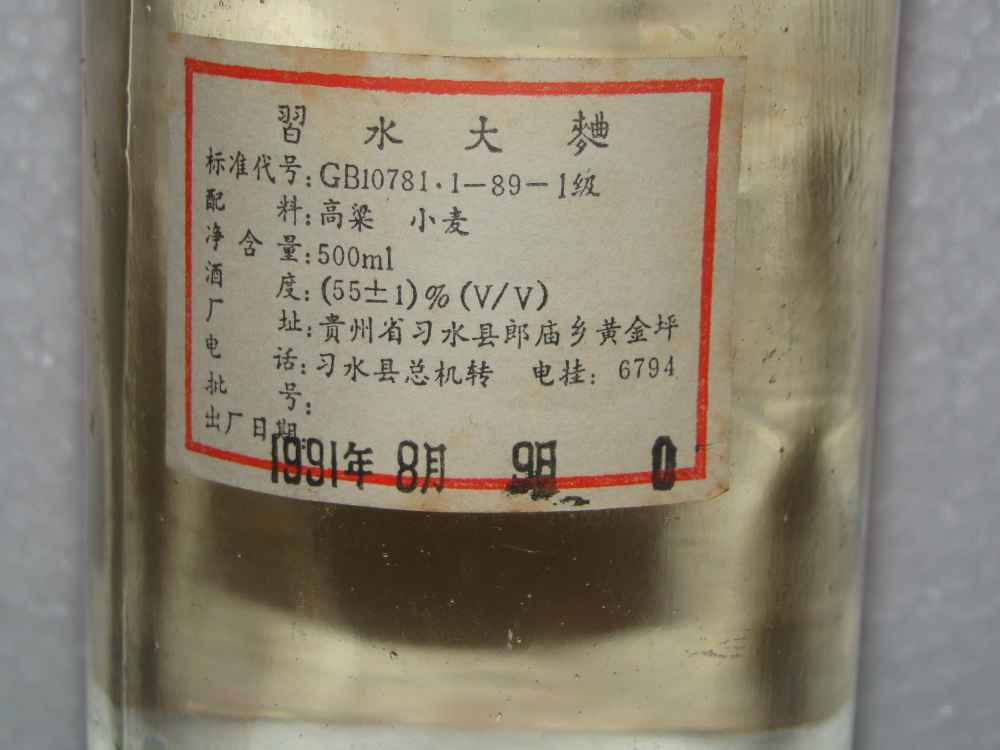 習水大麯
标准代号:GB10781.1-89-1级
配料:高粱 小麦
净含量:500ml
酒度:(55±1)%(V/V)
厂址:贵州省习水县郎庙乡黄金坪
电话:习水县总机转 电挂:6794
批号:
出厂日期:
1991年 8月 9日 0